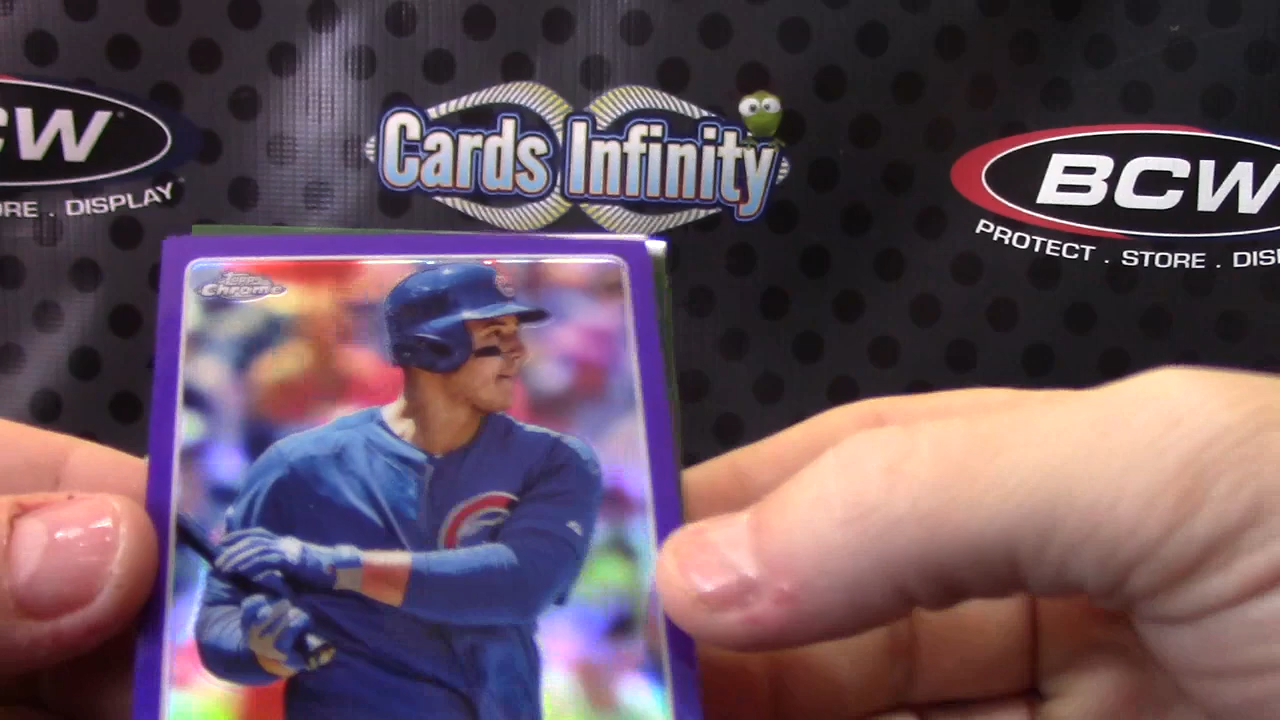 CW
ORE . DISPLAY
Cards Infinity
BCW
PROTECT . STORE . DIS
TOPPS
Chrome